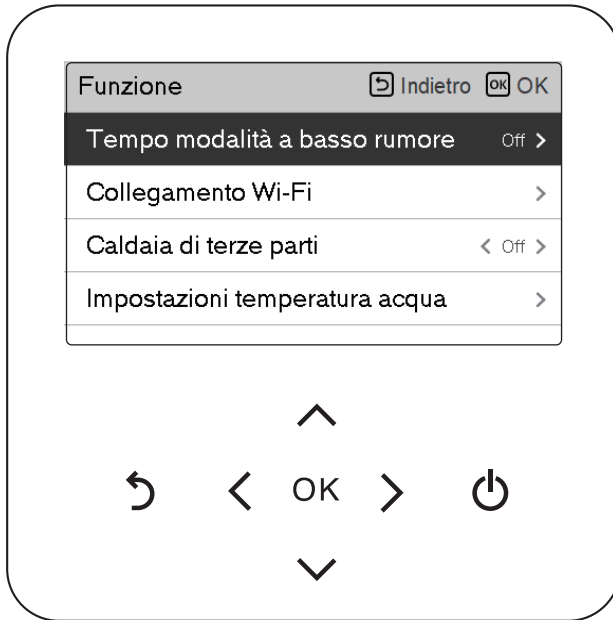 Funzione Indietro OK OK
Tempo modalità a basso rumore Off
Collegamento Wi-Fi
Caldaia di terze parti Off
Impostazioni temperatura acqua
OK